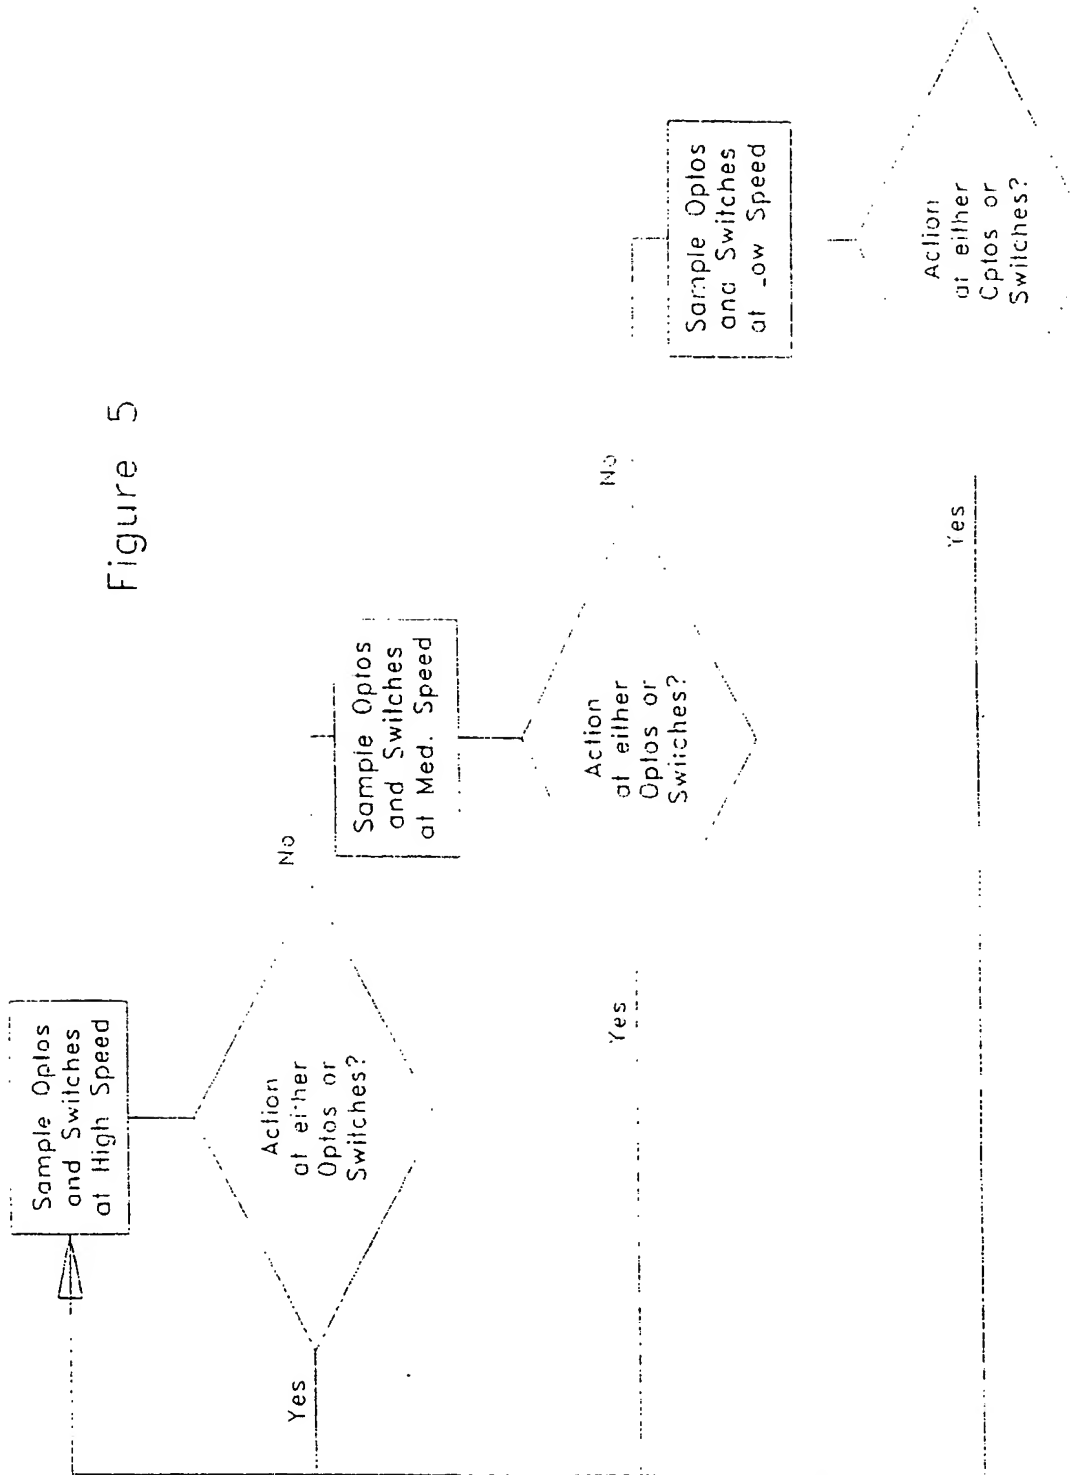 Figure 5
Sample Optos
and Switches
at High Speed
Action
at either
Optos or
Switches?
Yes
No
Sample Optos
and Switches
at Med. Speed
Action
at either
Optos or
Switches?
Yes
No
Sample Optos
and Switches
at Low Speed
Action
at either
Optos or
Switches?
Yes